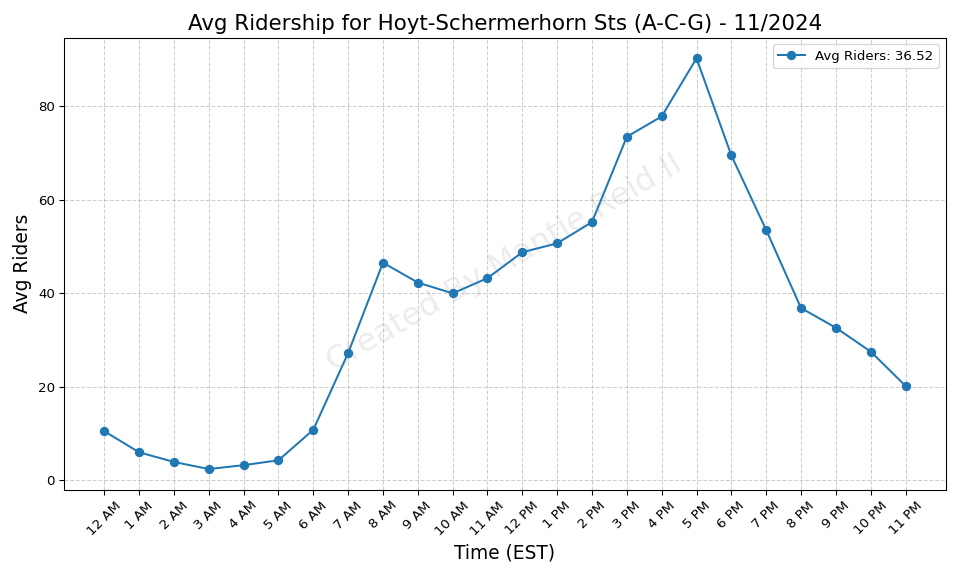 Avg Ridership for Hoyt-Schermerhorn Sts (A-C-G) - 11/2024
Avg Riders: 36.52
Avg Riders
80
60
40
20
0
Created By Mantie Reid II
12 AM
1 AM
2 AM
3 AM
4 AM
5 AM
6 AM
7 AM
8 AM
9 AM
10 AM
11 AM
12 PM
1 PM
2 PM
3 PM
4 PM
5 PM
6 PM
7 PM
8 PM
9 PM
10 PM
11 PM
Time (EST)